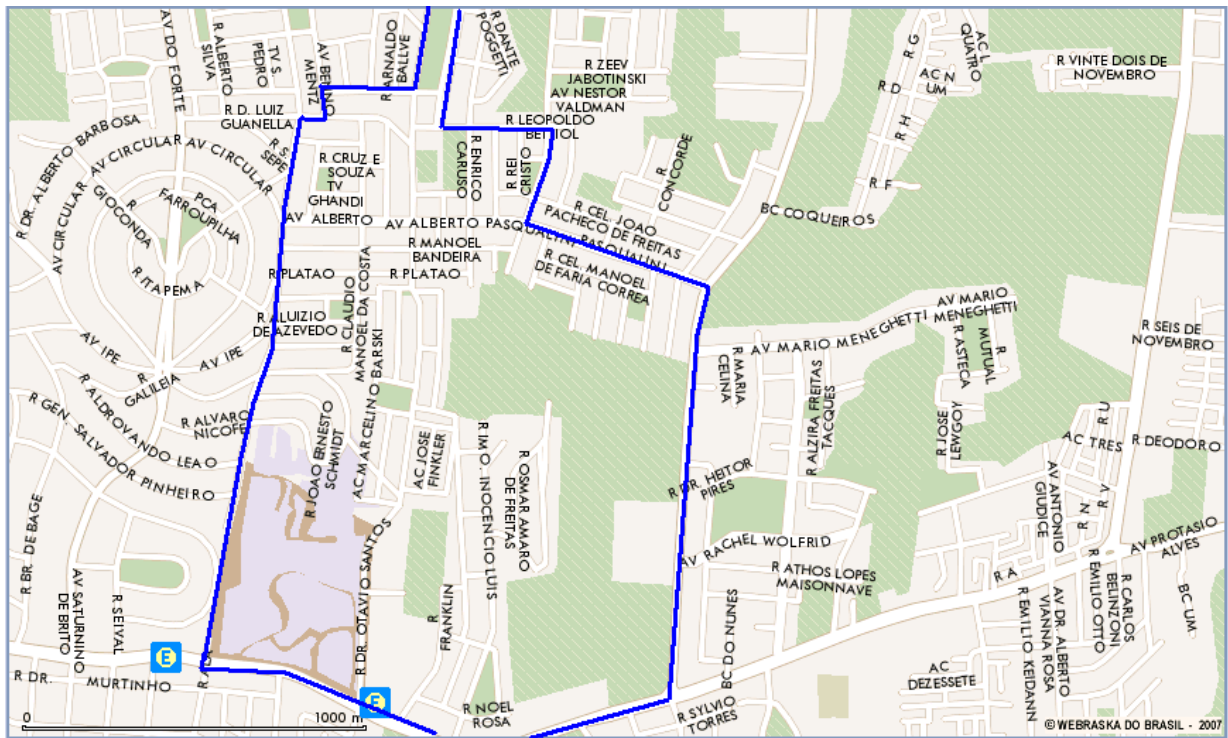 R DANTE
POGGETTI
R ARNALDO
BALLVE
AV BENNO
MENTZ
TV S.
PEDRO
R ALBERTO
SILVA
AV DO FORTE
R G
AC L
QUATRO
R ZEEV
JABOTINSKI
AV NESTOR
VALDMAN
R D
AC N
UM
R VINTE DOIS DE
NOVEMBRO
R D. LUIZ
GUANELLA
R LEOPOLDO
BETTIOL
R H
R DR. ALBERTO BARBOSA
AV CIRCULAR
AV CIRCULAR
AV CIRCULAR
R S.
SEPE
R CRUZ E
SOUZA
TV
GHANDI
R ENRICO
CARUSO
R REI
CRISTO
R
CONCORDE
R F
R
GIOCONDA
PCA
FARROUPILHA
AV ALBERTO
AV ALBERTO PASQUALINI
PASQUALINI
R CEL. JOAO
PACHECO DE FREITAS
BC COQUEIROS
R MANOEL
BANDEIRA
R CEL. MANOEL
DE FARIA CORREA
R ITAPEMA
R PLATAO
R PLATAO
R ALUIZIO
DE AZEVEDO
R CLAUDIO
MANOEL DA COSTA
AV MARIO
MENEGHETTI
AV MARIO MENEGHETTI
R ASTECA
R
MUTUAL
R SEIS DE
NOVEMBRO
AV IPE
AV IPE
R
GALILEIA
R MARIA
CELINA
R ALZIRA FREITAS
TACQUES
R ALDROVANDO LEAO
R GEN. SALVADOR PINHEIRO
R ALVARO
NICOFE
R JOAO ERNESTO
SCHMIDT
AC MARCELINO BARSKI
AC JOSE
FINKLER
R IMO. INOCENCIO LUIS
R OSMAR AMARO
DE FREITAS
R JOSE
LEWGOY
R U
AC TRES
R DEODORO
R DR. HEITOR
PIRES
AV ANTONIO
GIUDICE
R N
R V
R BR. DE BAGE
AV RACHEL WOLFRID
AV PROTASIO
ALVES
R ATHOS LOPES
MAISONNAVE
R A
R DR. OTAVIO SANTOS
AV SATURNINO
DE BRITO
R SEIVAL
R
FRANKLIN
BC DO NUNES
R EMILIO KEIDANN
AV DR. ALBERTO
VIANNA ROSA
R EMILIO OTTO
R CARLOS
BELINZONI
BC UM
E
R DR. MURTINHO
E
R NOEL
ROSA
R SYLVIO
TORRES
AC
DEZESSETE
0 1000 m
© WEBRASKA DO BRASIL - 2007